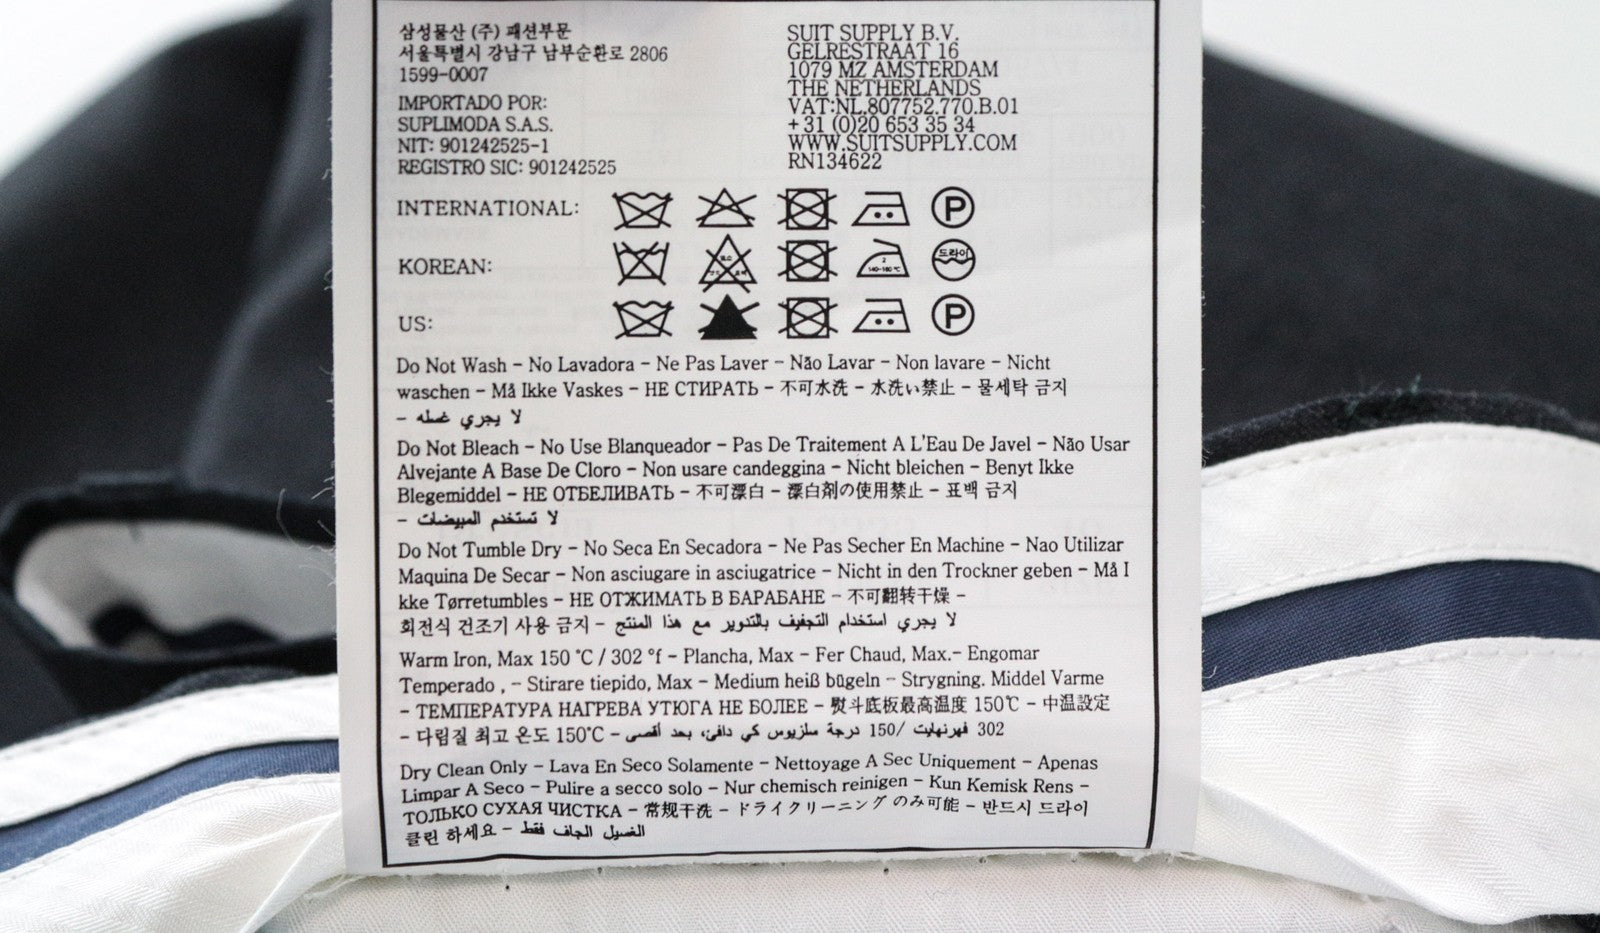 삼성물산 (주) 패션부문
서울특별시 강남구 남부순환로 2806
1599-0007
IMPORTADO POR:
SUPLIMODA S.A.S.
NIT: 901242525-1
REGISTRO SIC: 901242525
SUIT SUPPLY B.V.
GELRESTRAAT 16
1079 MZ AMSTERDAM
THE NETHERLANDS
VAT:NL.807752.770.B.01
+31 (0)20 653 35 34
WWW.SUITSUPPLY.COM
RN134622
INTERNATIONAL:
P
KOREAN:
2
140~160 °C
드라이
US:
P
Do Not Wash – No Lavadora – Ne Pas Laver – Não Lavar – Non lavare – Nicht
waschen – Må Ikke Vaskes – НЕ СТИРАТЬ – 不可水洗 – 水洗い禁止 – 물세탁 금지
– لا يجري غسله
Do Not Bleach – No Use Blanqueador – Pas De Traitement A L'Eau De Javel – Não Usar
Alvejante A Base De Cloro – Non usare candeggina – Nicht bleichen – Benyt Ikke
Blegemiddel – НЕ ОТБЕЛИВАТЬ – 不可漂白 – 漂白剤の使用禁止 – 표백 금지
– لا تستخدم المبيضات
Do Not Tumble Dry – No Seca En Secadora – Ne Pas Secher En Machine – Nao Utilizar
Maquina De Secar – Non asciugare in asciugatrice – Nicht in den Trockner geben – Må I
kke Tørretumbles – НЕ ОТЖИМАТЬ В БАРАБАНЕ – 不可翻转干燥 –
회전식 건조기 사용 금지 – لا يجري استخدام التجفيف بالتدوير مع هذا المنتج
Warm Iron, Max 150 °C / 302 °f – Plancha, Max – Fer Chaud, Max.– Engomar
Temperado , – Stirare tiepido, Max – Medium heiß bügeln – Strygning. Middel Varme
– ТЕМПЕРАТУРА НАГРЕВА УТЮГА НЕ БОЛЕЕ – 熨斗底板最高温度 150℃ – 中温設定
– 다림질 최고 온도 150℃ – 302 فهرنهايت /150 درجة سلزيوس كي دافئ، بحد أقصى
Dry Clean Only – Lava En Seco Solamente – Nettoyage A Sec Uniquement – Apenas
Limpar A Seco – Pulire a secco solo – Nur chemisch reinigen – Kun Kemisk Rens –
ТОЛЬКО СУХАЯ ЧИСТКА – 常规干洗 – ドライクリーニング のみ可能 – 반드시 드라이
클린 하세요 – الغسيل الجاف فقط